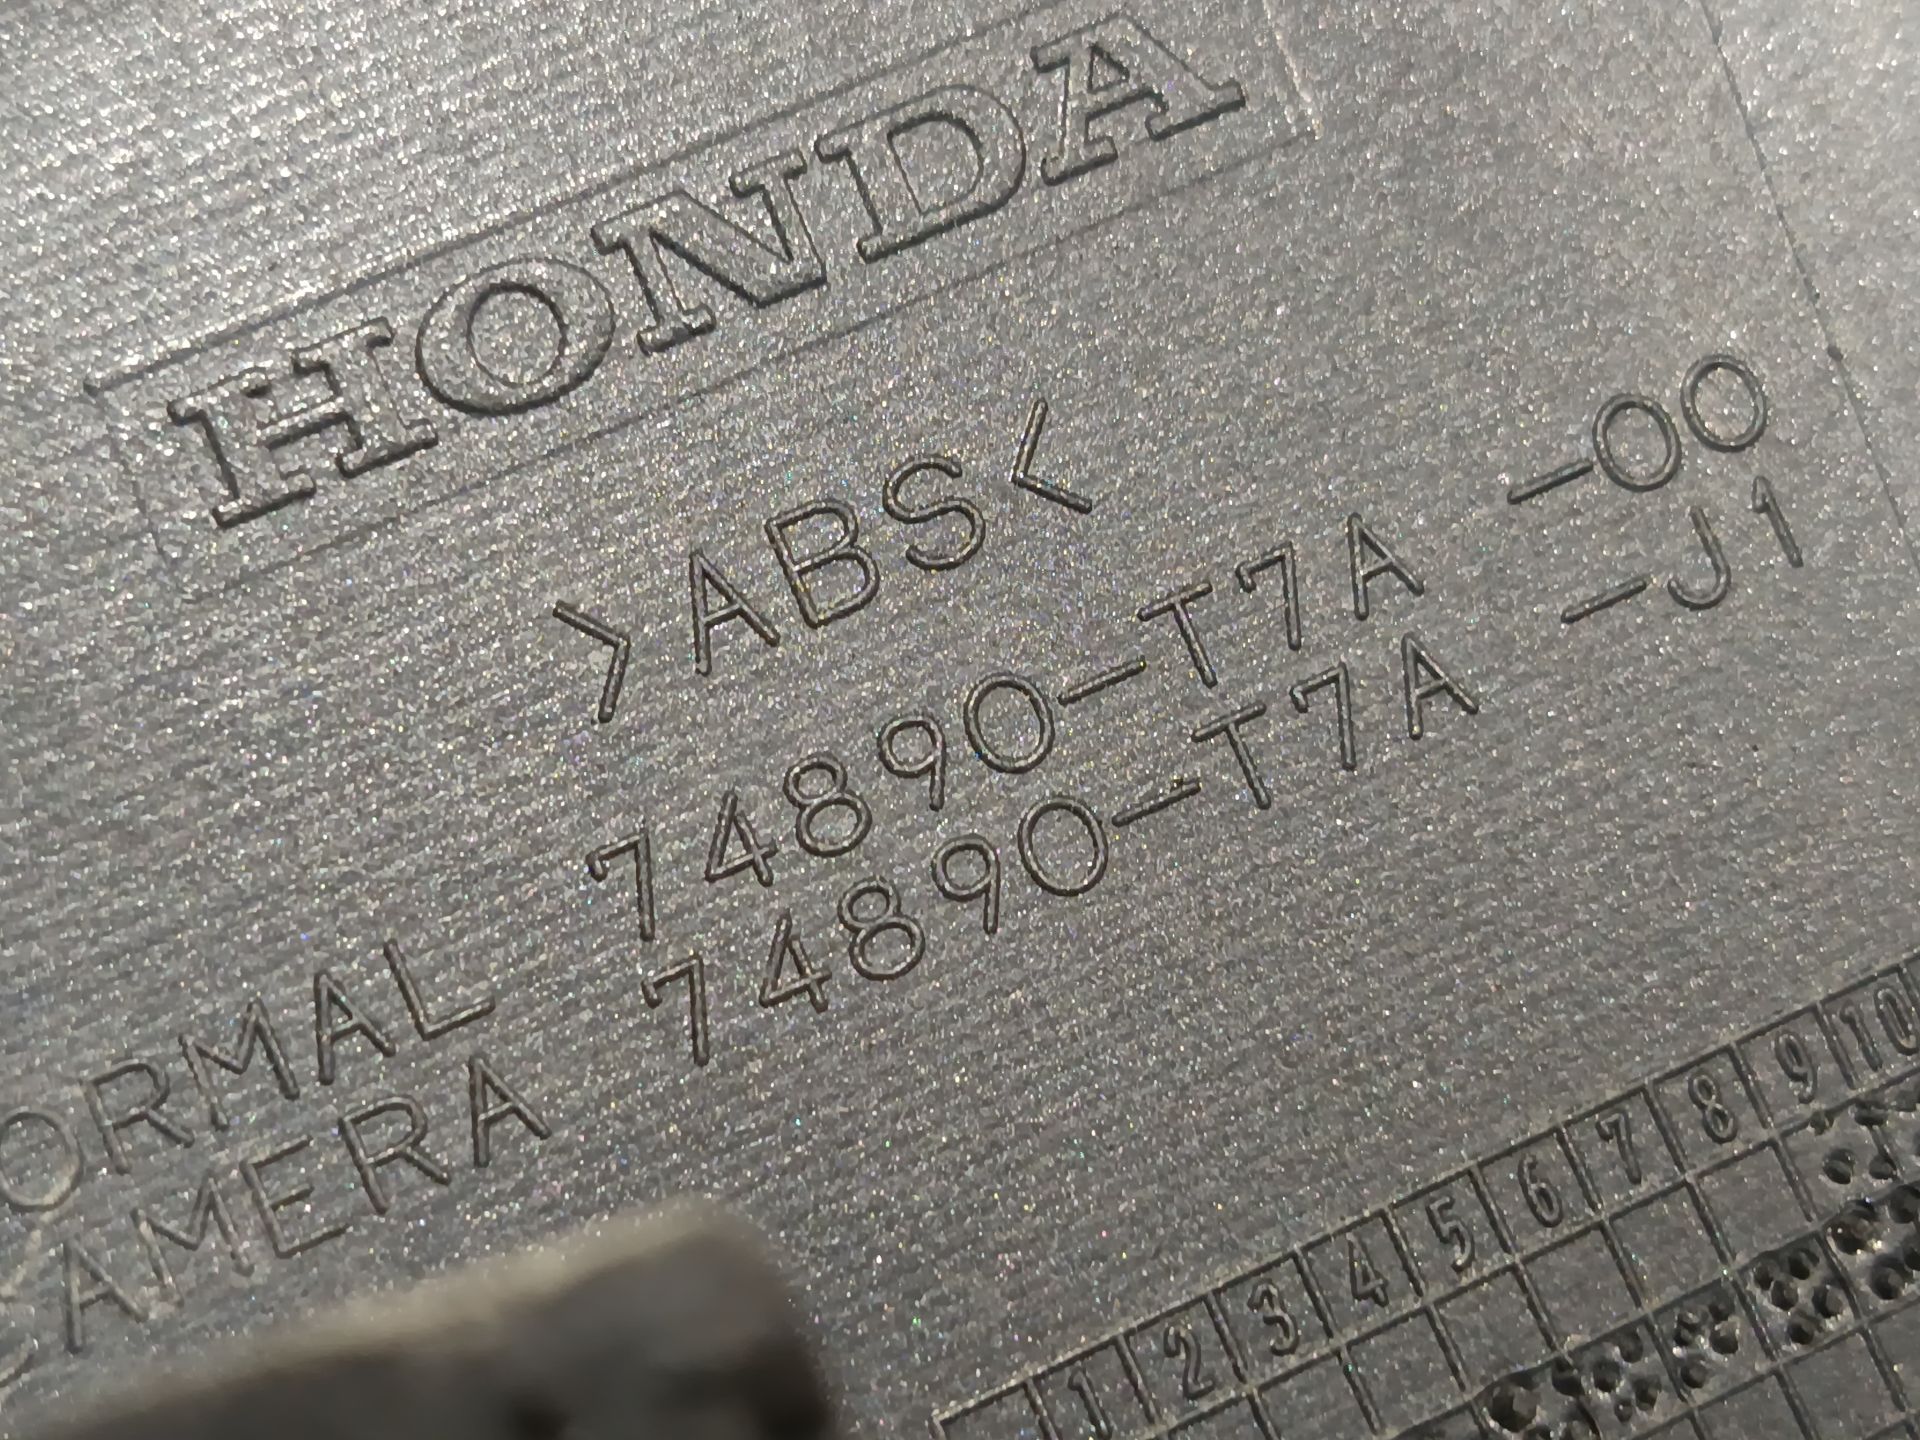 HONDA
>ABS<
ORMAL 74890-T7A -00
AMERA 74890-T7A -J1
1 2 3 4 5 6 7 8 9 10